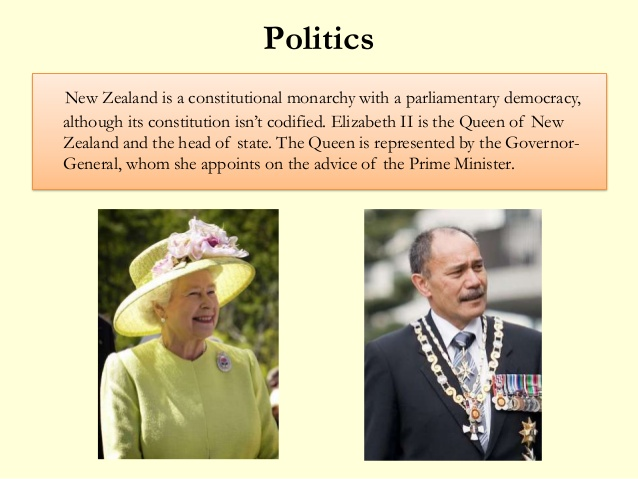 Politics
New Zealand is a constitutional monarchy with a parliamentary democracy,
although its constitution isn't codified. Elizabeth II is the Queen of New
Zealand and the head of state. The Queen is represented by the Governor-
General, whom she appoints on the advice of the Prime Minister.